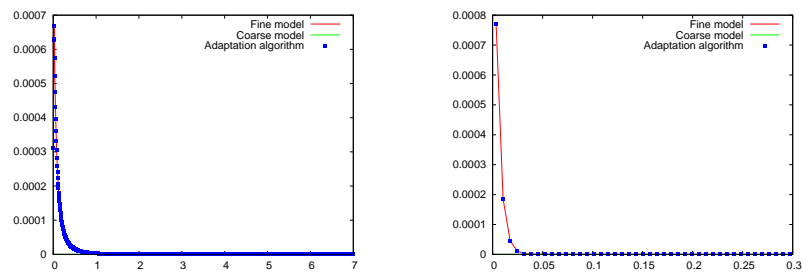 0.0007
0.0006
0.0005
0.0004
0.0003
0.0002
0.0001
0
0 1 2 3 4 5 6 7
Fine model
Coarse model
Adaptation algorithm
0.0008
0.0007
0.0006
0.0005
0.0004
0.0003
0.0002
0.0001
0
0 0.05 0.1 0.15 0.2 0.25 0.3
Fine model
Coarse model
Adaptation algorithm